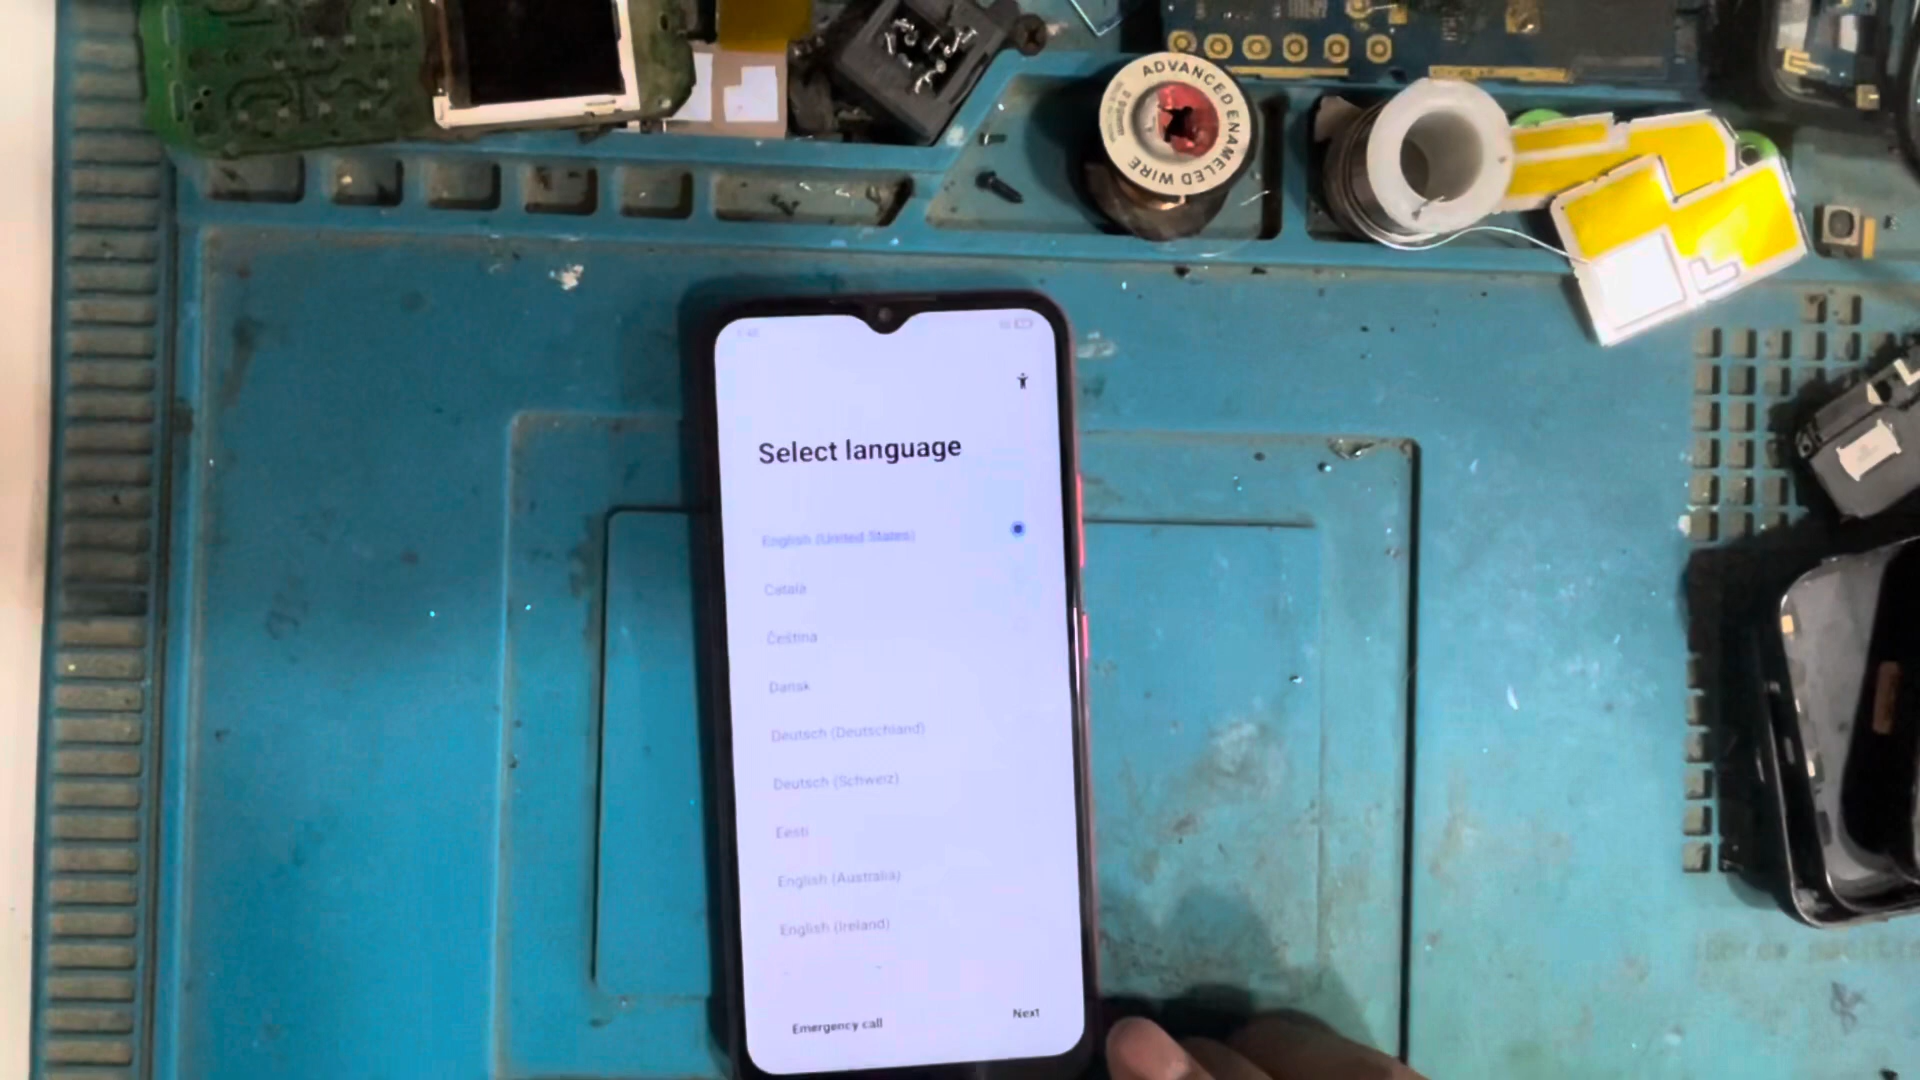 ADVANCED ENAMELED WIRE
Select language
English (United States)
Català
Čeština
Dansk
Deutsch (Deutschland)
Deutsch (Schweiz)
Eesti
English (Australia)
English (Ireland)
Emergency call
Next